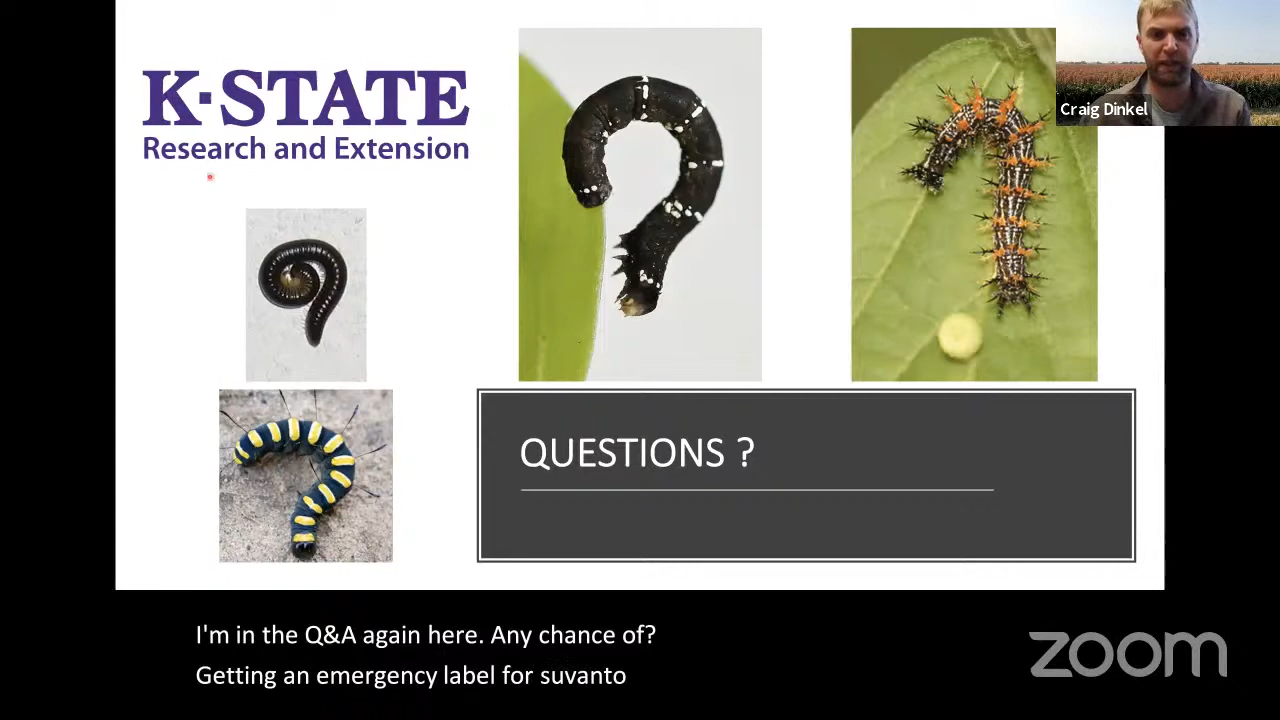 K·STATE
Research and Extension
Craig Dinkel
QUESTIONS ?
I'm in the Q&A again here. Any chance of?
Getting an emergency label for suvanto
zoom